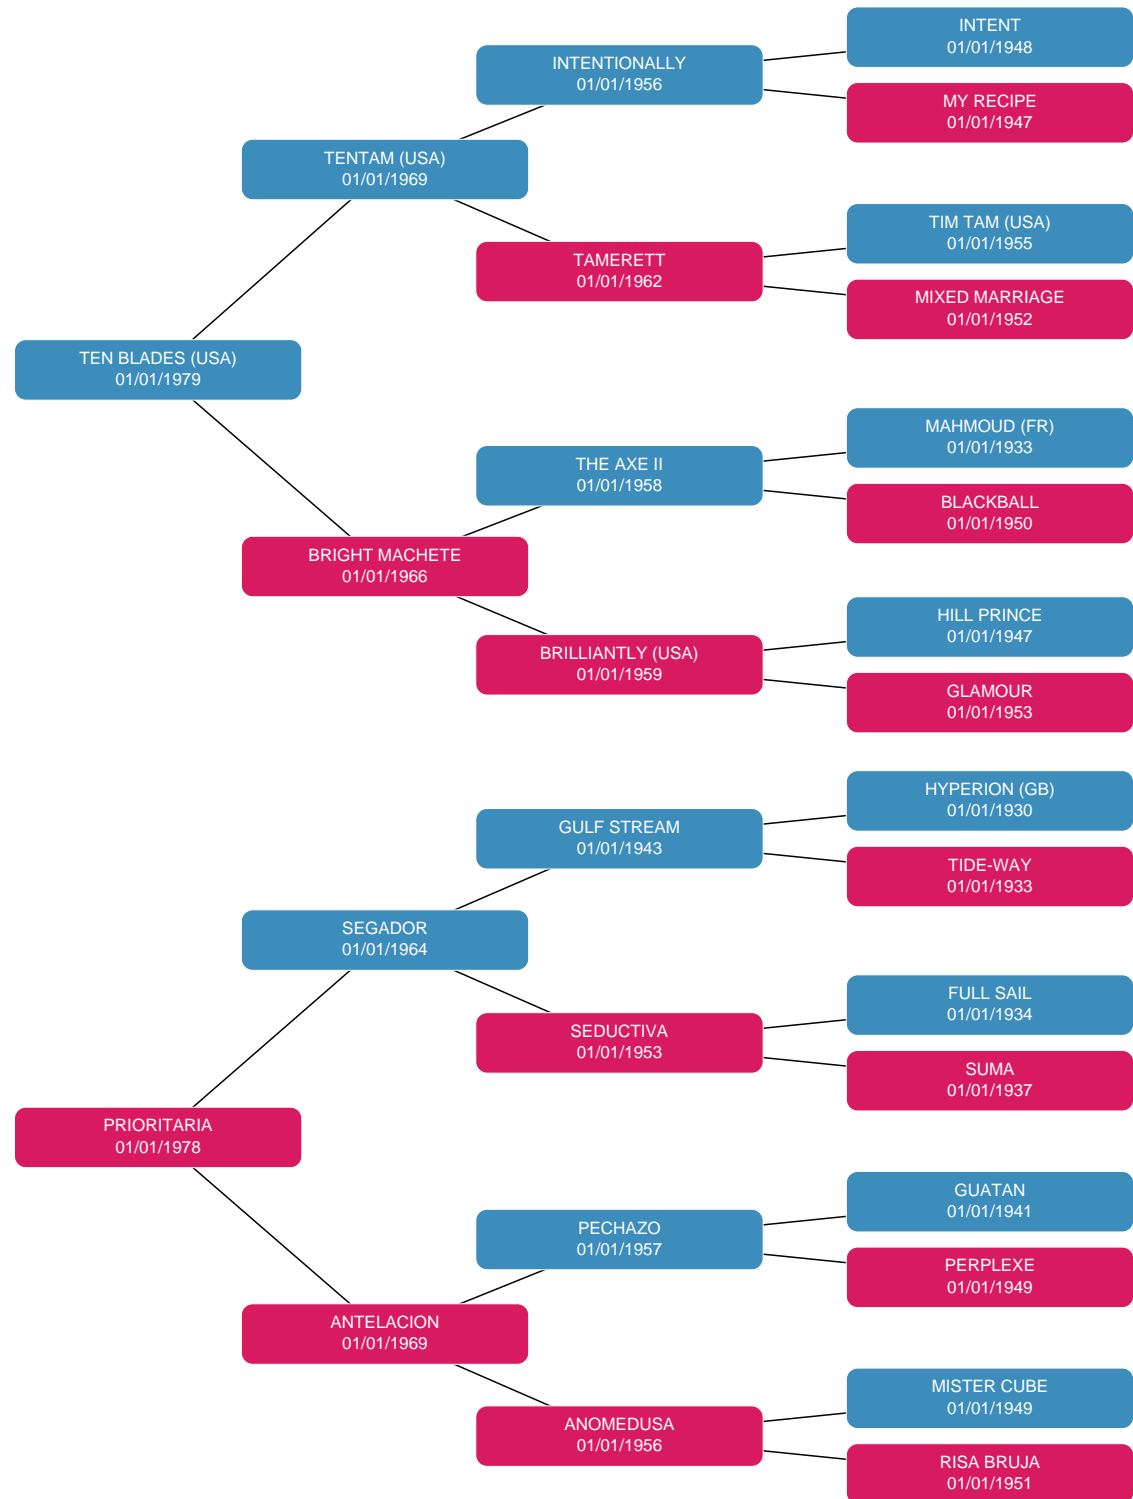 INTENT
01/01/1948
INTENTIONALLY
01/01/1956
MY RECIPE
01/01/1947
TENTAM (USA)
01/01/1969
TIM TAM (USA)
01/01/1955
TAMERETT
01/01/1962
MIXED MARRIAGE
01/01/1952
TEN BLADES (USA)
01/01/1979
MAHMOUD (FR)
01/01/1933
THE AXE II
01/01/1958
BLACKBALL
01/01/1950
BRIGHT MACHETE
01/01/1966
HILL PRINCE
01/01/1947
BRILLIANTLY (USA)
01/01/1959
GLAMOUR
01/01/1953
HYPERION (GB)
01/01/1930
GULF STREAM
01/01/1943
TIDE-WAY
01/01/1933
SEGADOR
01/01/1964
FULL SAIL
01/01/1934
SEDUCTIVA
01/01/1953
SUMA
01/01/1937
PRIORITARIA
01/01/1978
GUATAN
01/01/1941
PECHAZO
01/01/1957
PERPLEXE
01/01/1949
ANTELACION
01/01/1969
MISTER CUBE
01/01/1949
ANOMEDUSA
01/01/1956
RISA BRUJA
01/01/1951